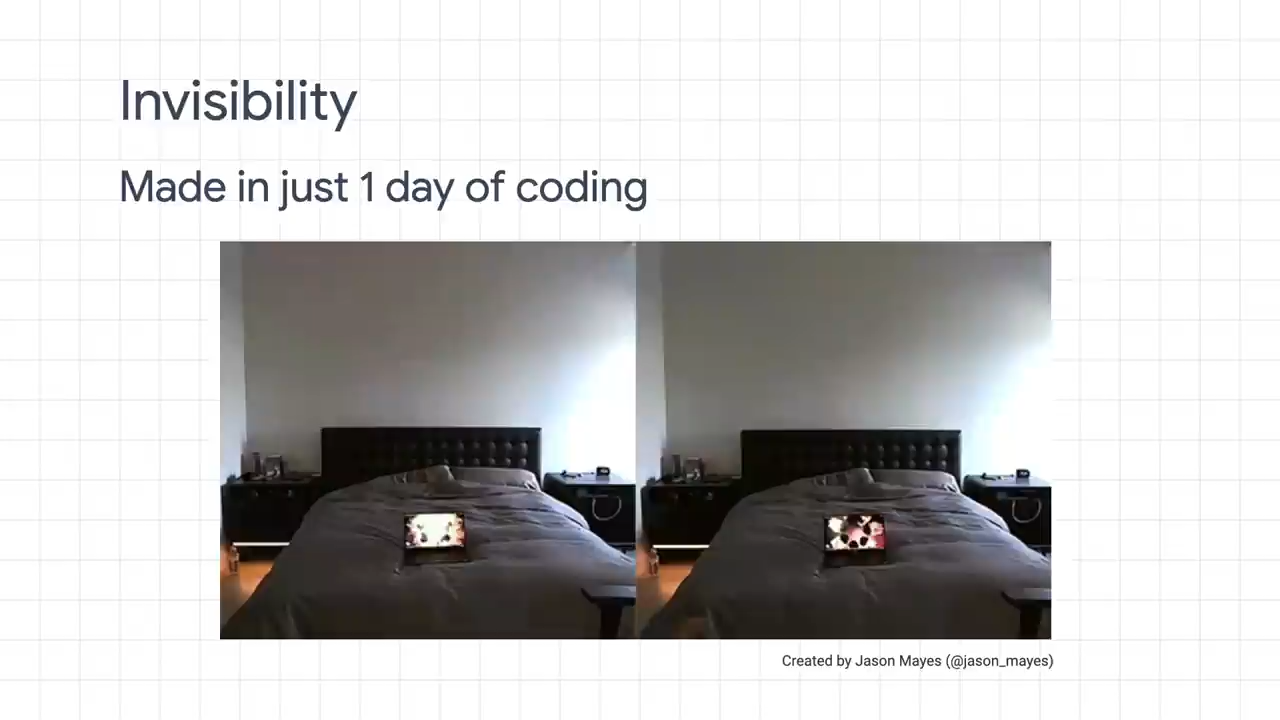 Invisibility
Made in just 1 day of coding
Created by Jason Mayes (@jason_mayes)